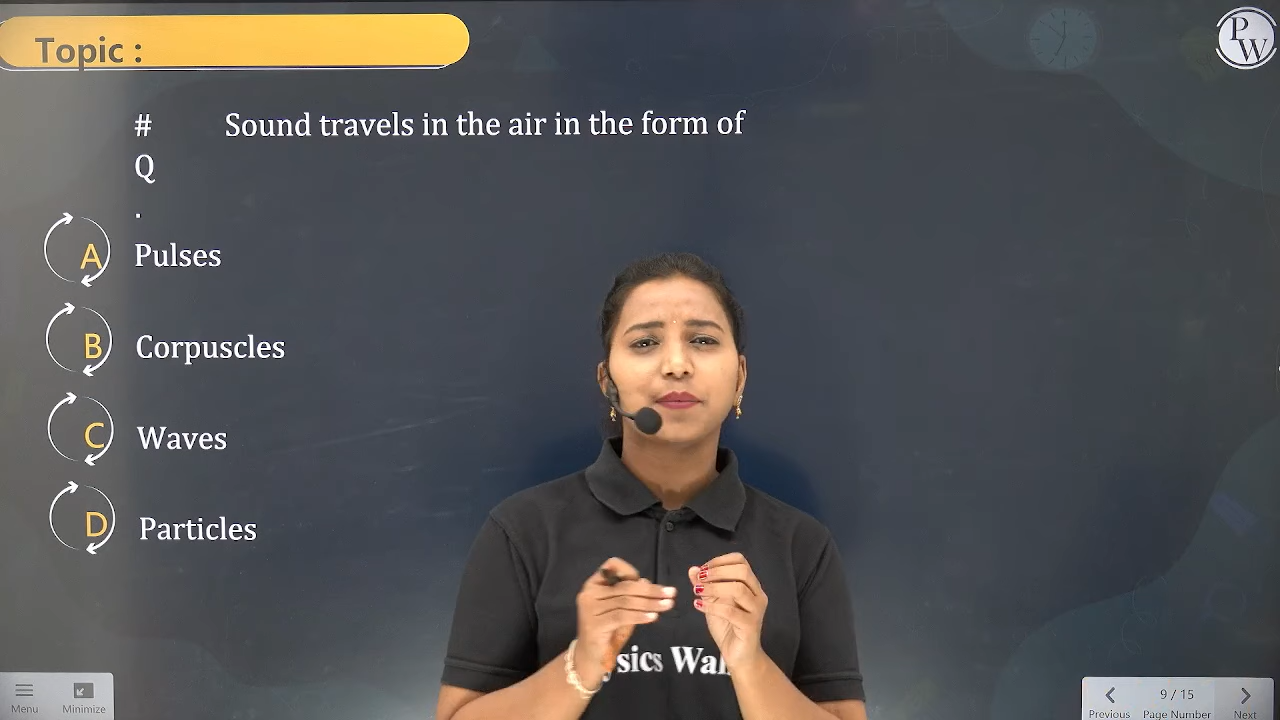 Topic :
PW
# Sound travels in the air in the form of
Q
.
A Pulses
B Corpuscles
C Waves
D Particles
sics Wal
Menu
Minimize
9 / 15
Previous Page Number Next